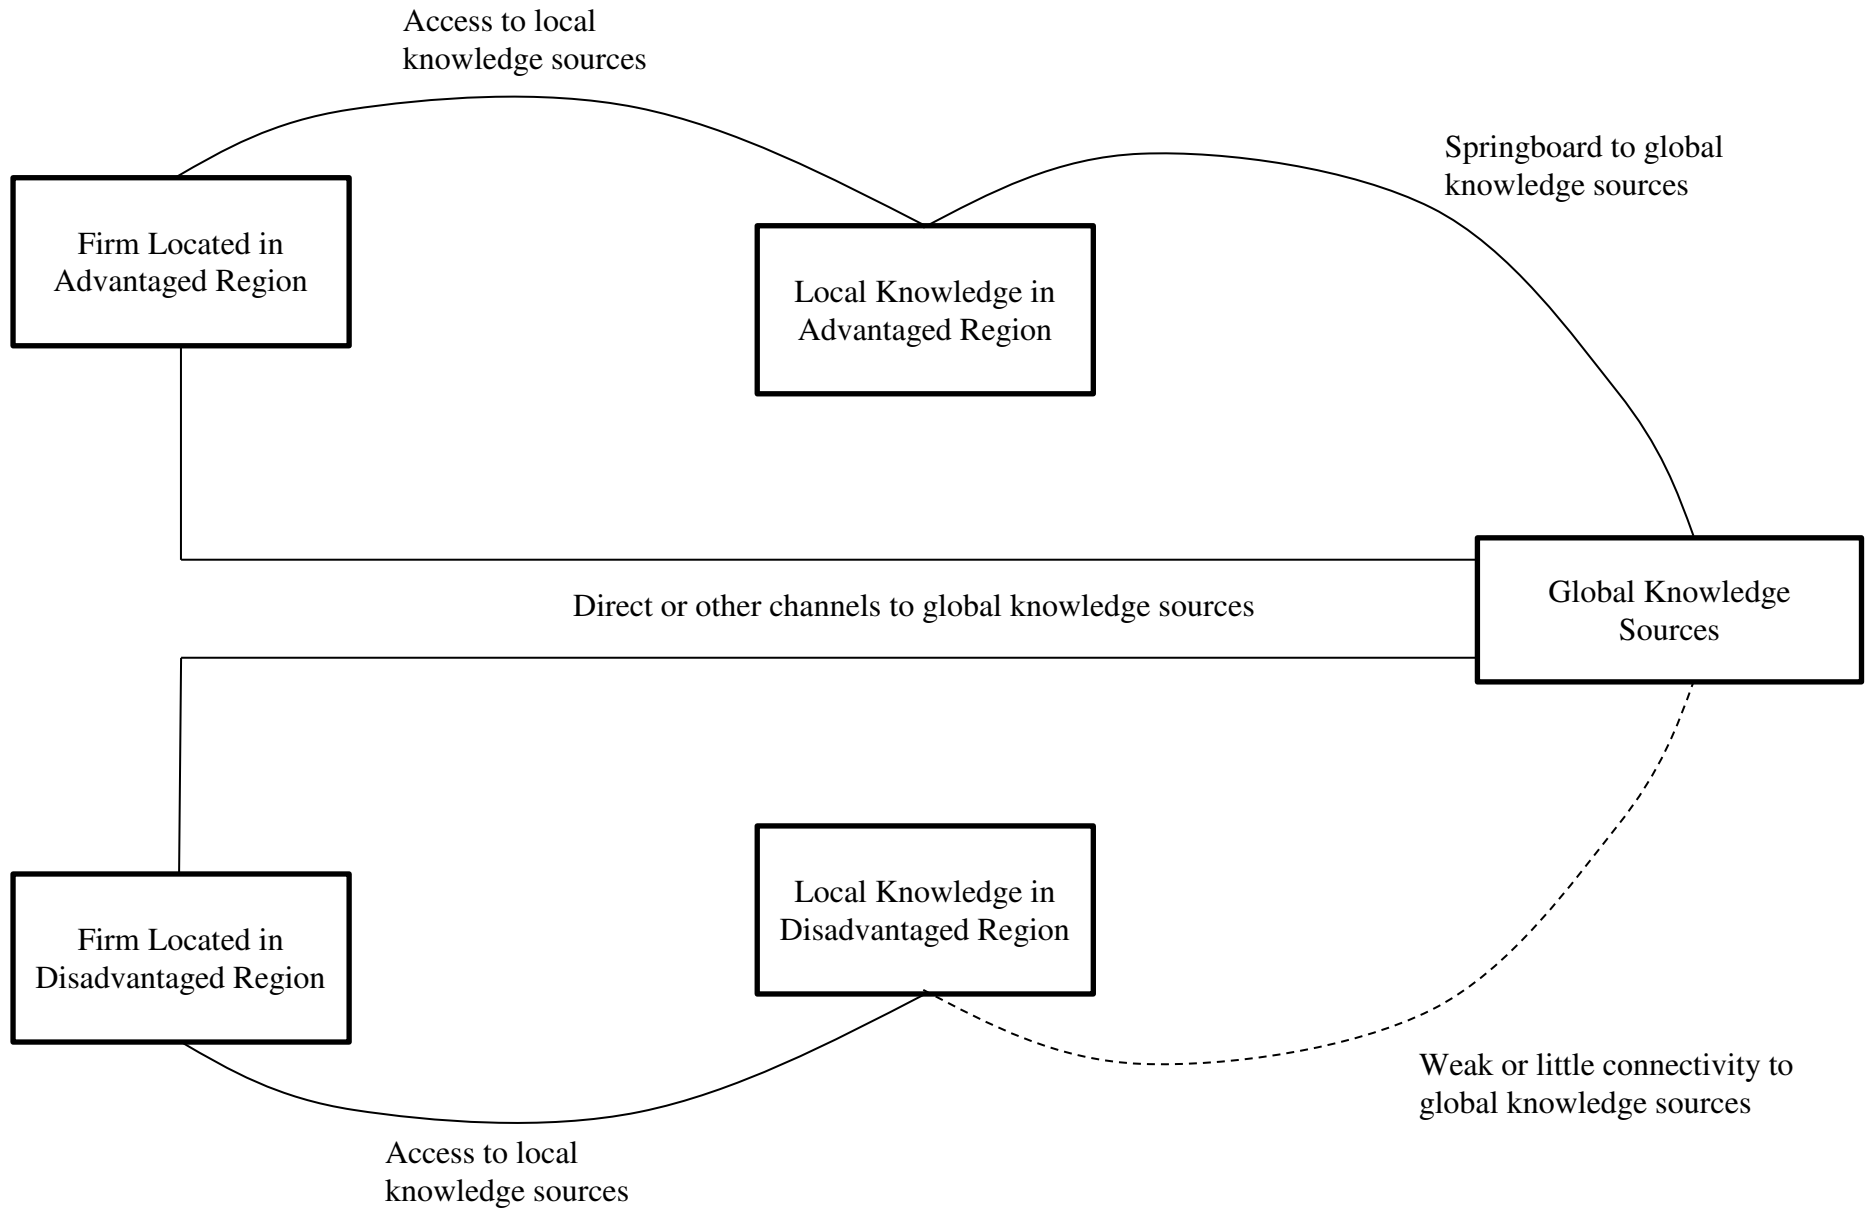 Access to local
knowledge sources
Springboard to global
knowledge sources
Firm Located in
Advantaged Region
Local Knowledge in
Advantaged Region
Direct or other channels to global knowledge sources
Global Knowledge
Sources
Local Knowledge in
Disadvantaged Region
Firm Located in
Disadvantaged Region
Weak or little connectivity to
global knowledge sources
Access to local
knowledge sources